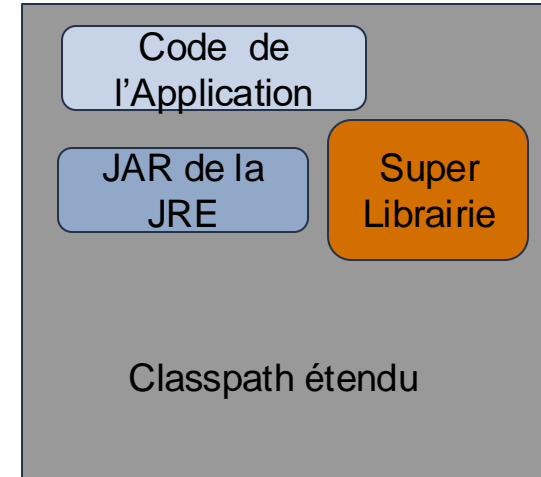 Code de
l’Application
JAR de la
JRE
Super
Librairie
Classpath étendu